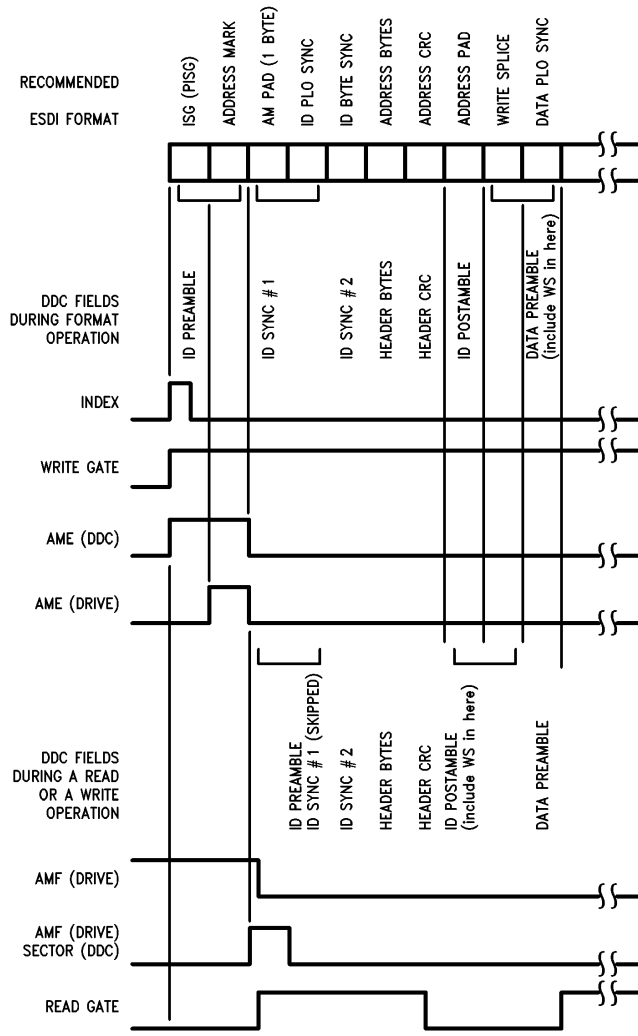 RECOMMENDED
ESDI FORMAT
ISG (PISG)
ADDRESS MARK
AM PAD (1 BYTE)
ID PLO SYNC
ID BYTE SYNC
ADDRESS BYTES
ADDRESS CRC
ADDRESS PAD
WRITE SPLICE
DATA PLO SYNC
DDC FIELDS
DURING FORMAT
OPERATION
ID PREAMBLE
ID SYNC # 1
ID SYNC # 2
HEADER BYTES
HEADER CRC
ID POSTAMBLE
DATA PREAMBLE
(include WS in here)
INDEX
WRITE GATE
AME (DDC)
AME (DRIVE)
DDC FIELDS
DURING A READ
OR A WRITE
OPERATION
ID PREAMBLE
ID SYNC # 1 (SKIPPED)
ID SYNC # 2
HEADER BYTES
HEADER CRC
ID POSTAMBLE
(include WS in here)
DATA PREAMBLE
AMF (DRIVE)
AMF (DRIVE)
SECTOR (DDC)
READ GATE